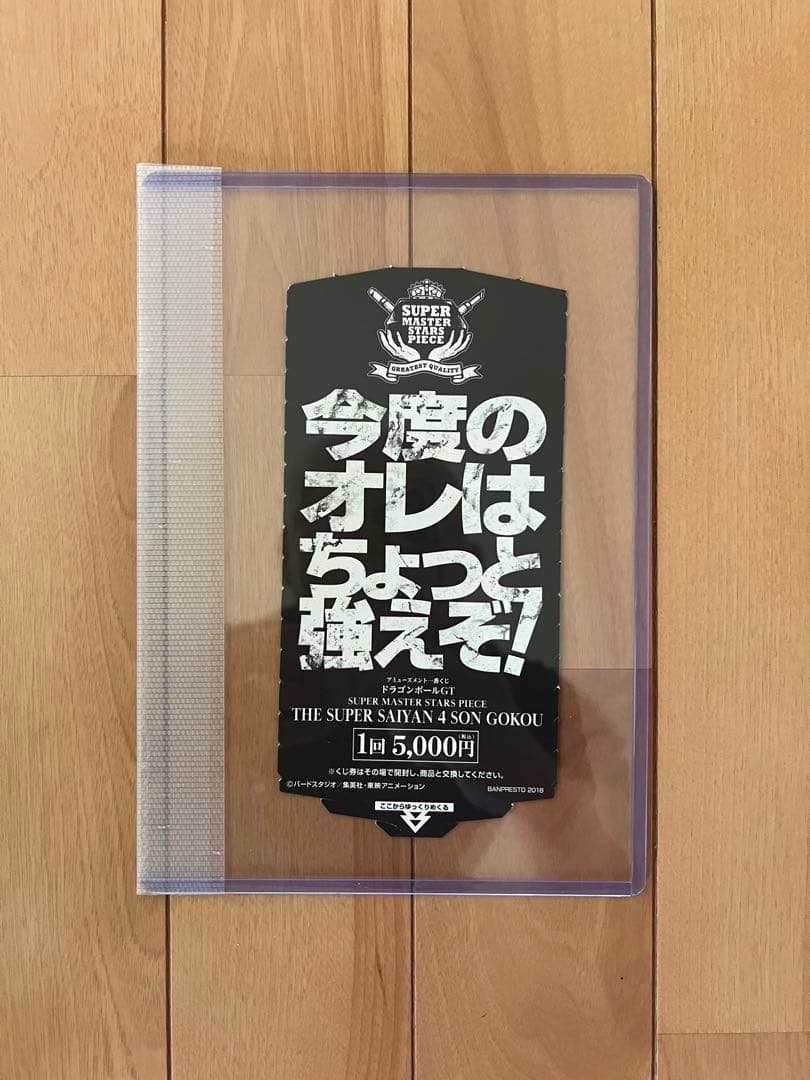 SUPER
MASTER
STARS
PIECE
GREATEST QUALITY
今度の
オレは
ちょっと
強えぞ!
アミューズメント一番くじ
ドラゴンボールGT
SUPER MASTER STARS PIECE
THE SUPER SAIYAN 4 SON GOKOU
1回 5,000円(税込)
※くじ券はその場で開封し、商品と交換してください。
©バードスタジオ／集英社・東映アニメーション BANPRESTO 2018
ここからゆっくりめくる